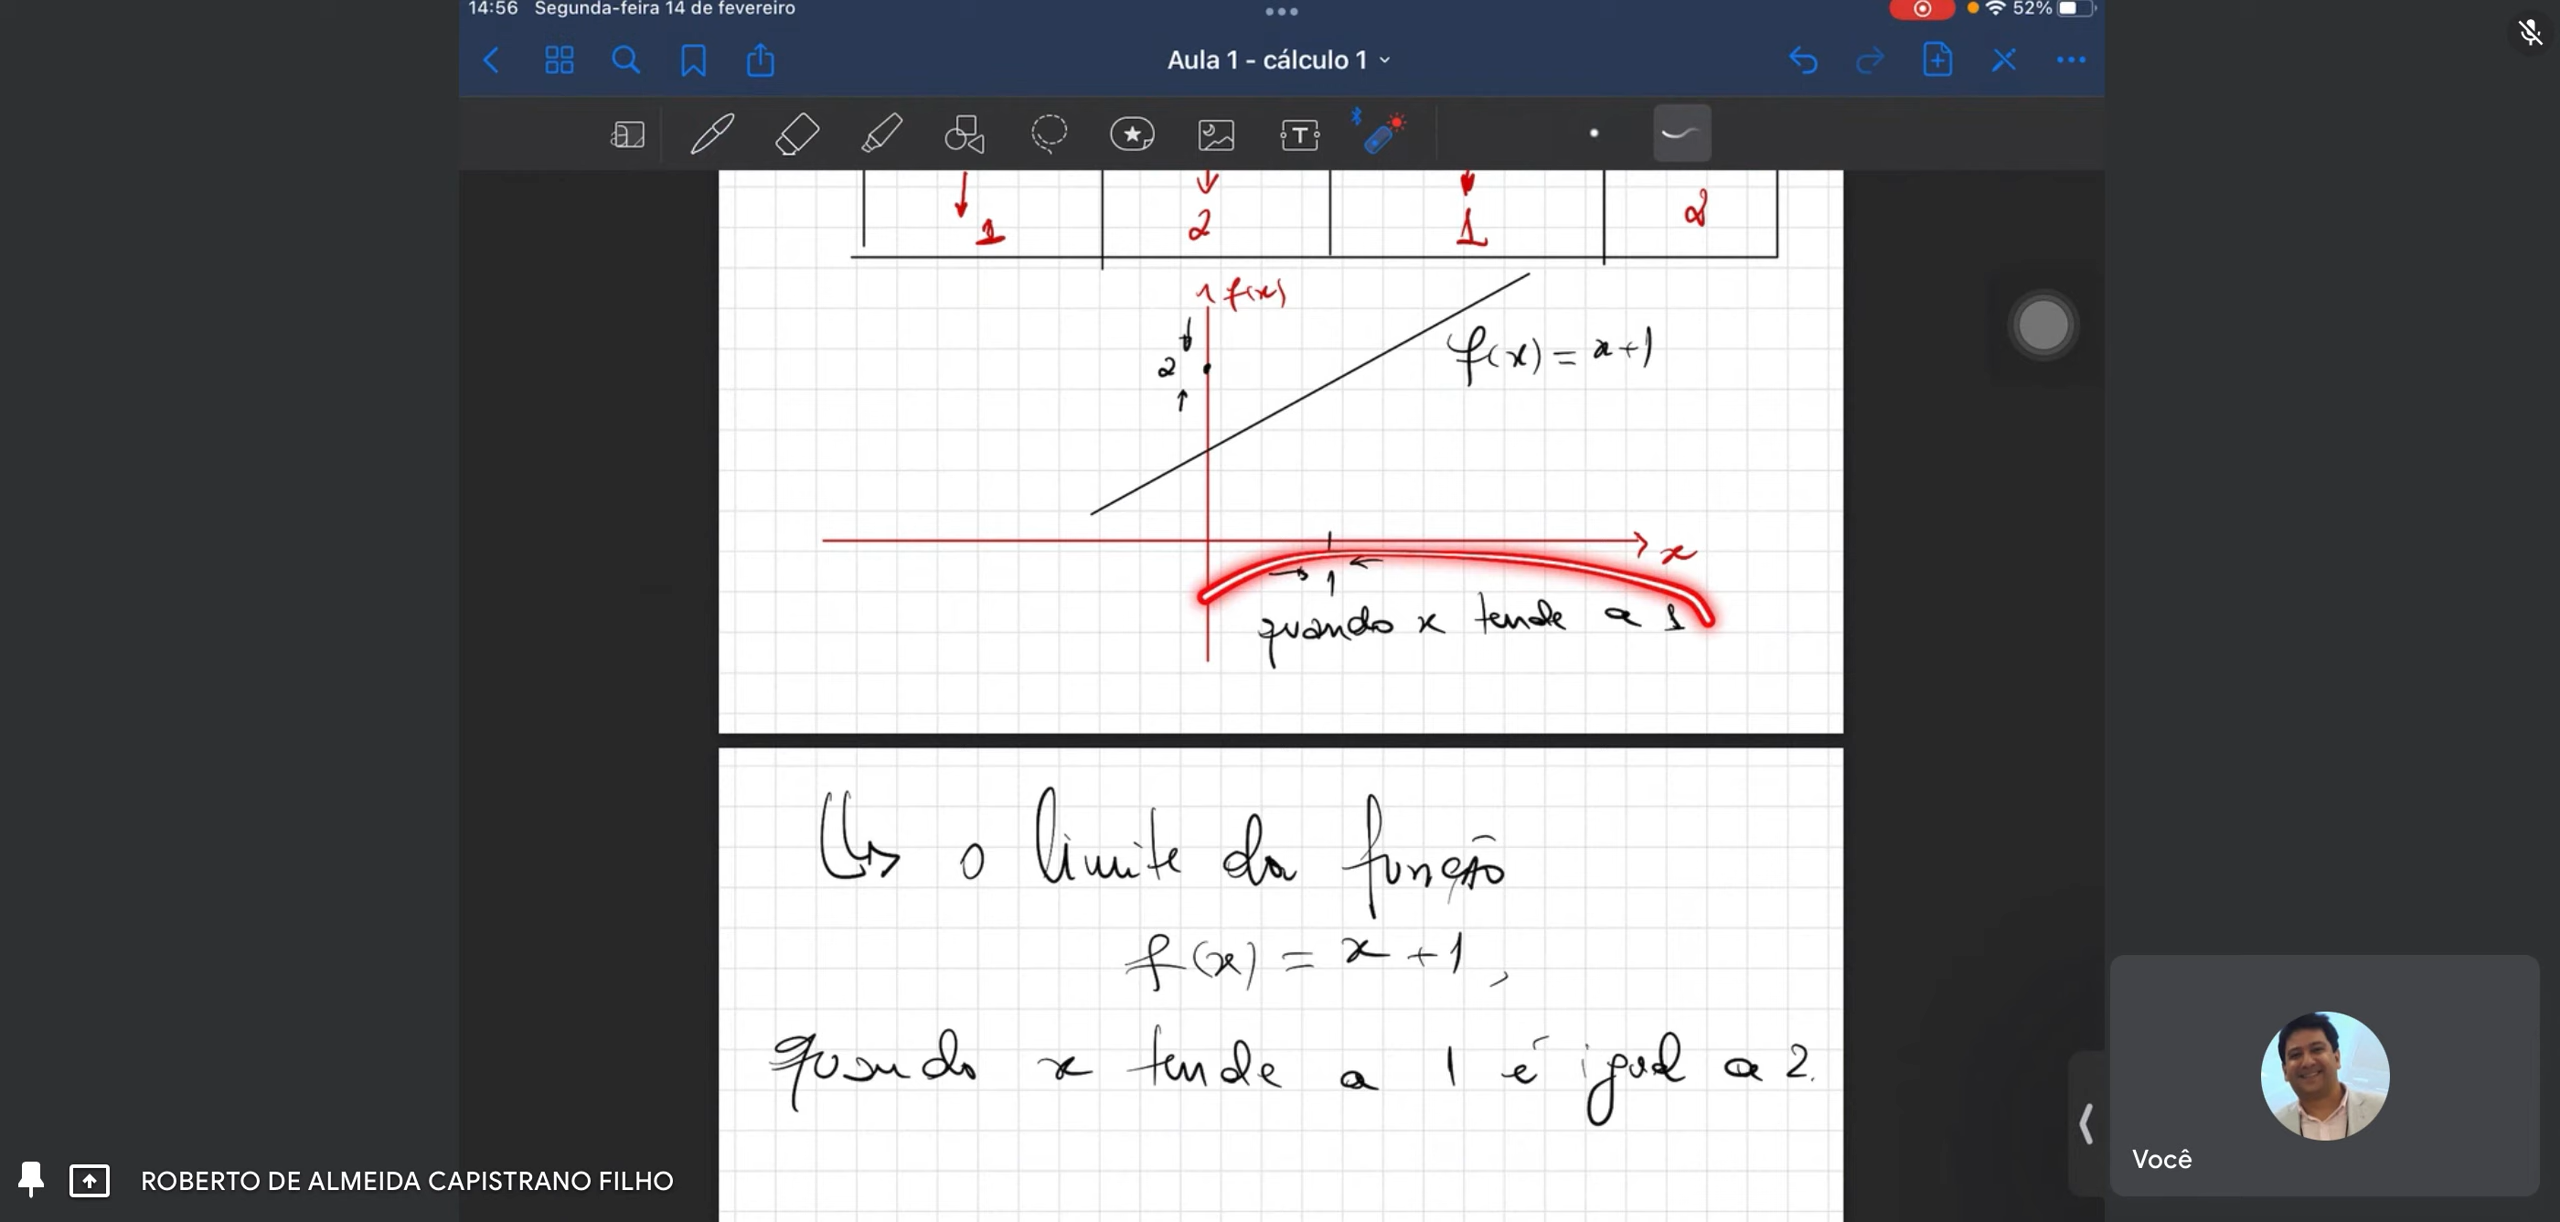 14:56 Segunda-feira 14 de fevereiro
52%
Aula 1 - cálculo 1
1 2 1 2
f(x)
f(x) = x+1
2
x
1
quando x tende a 1
o limite da função
f(x) = x+1,
quando x tende a 1 é igual a 2.
Você
ROBERTO DE ALMEIDA CAPISTRANO FILHO